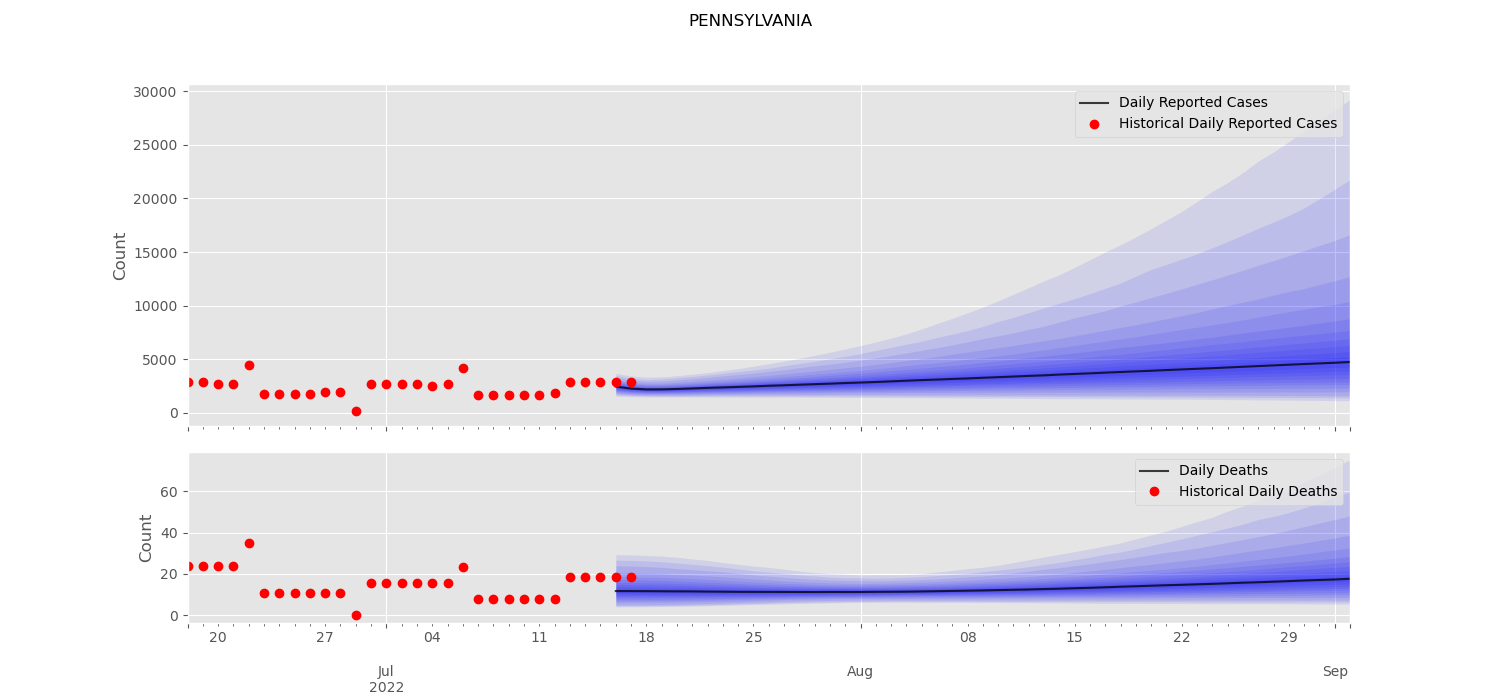 PENNSYLVANIA
30000
25000
20000
15000
10000
5000
0
Count
Daily Reported Cases
Historical Daily Reported Cases
60
40
20
0
Count
Daily Deaths
Historical Daily Deaths
20 27 04 11 18 25 08 15 22 29
Jul Aug Sep
2022